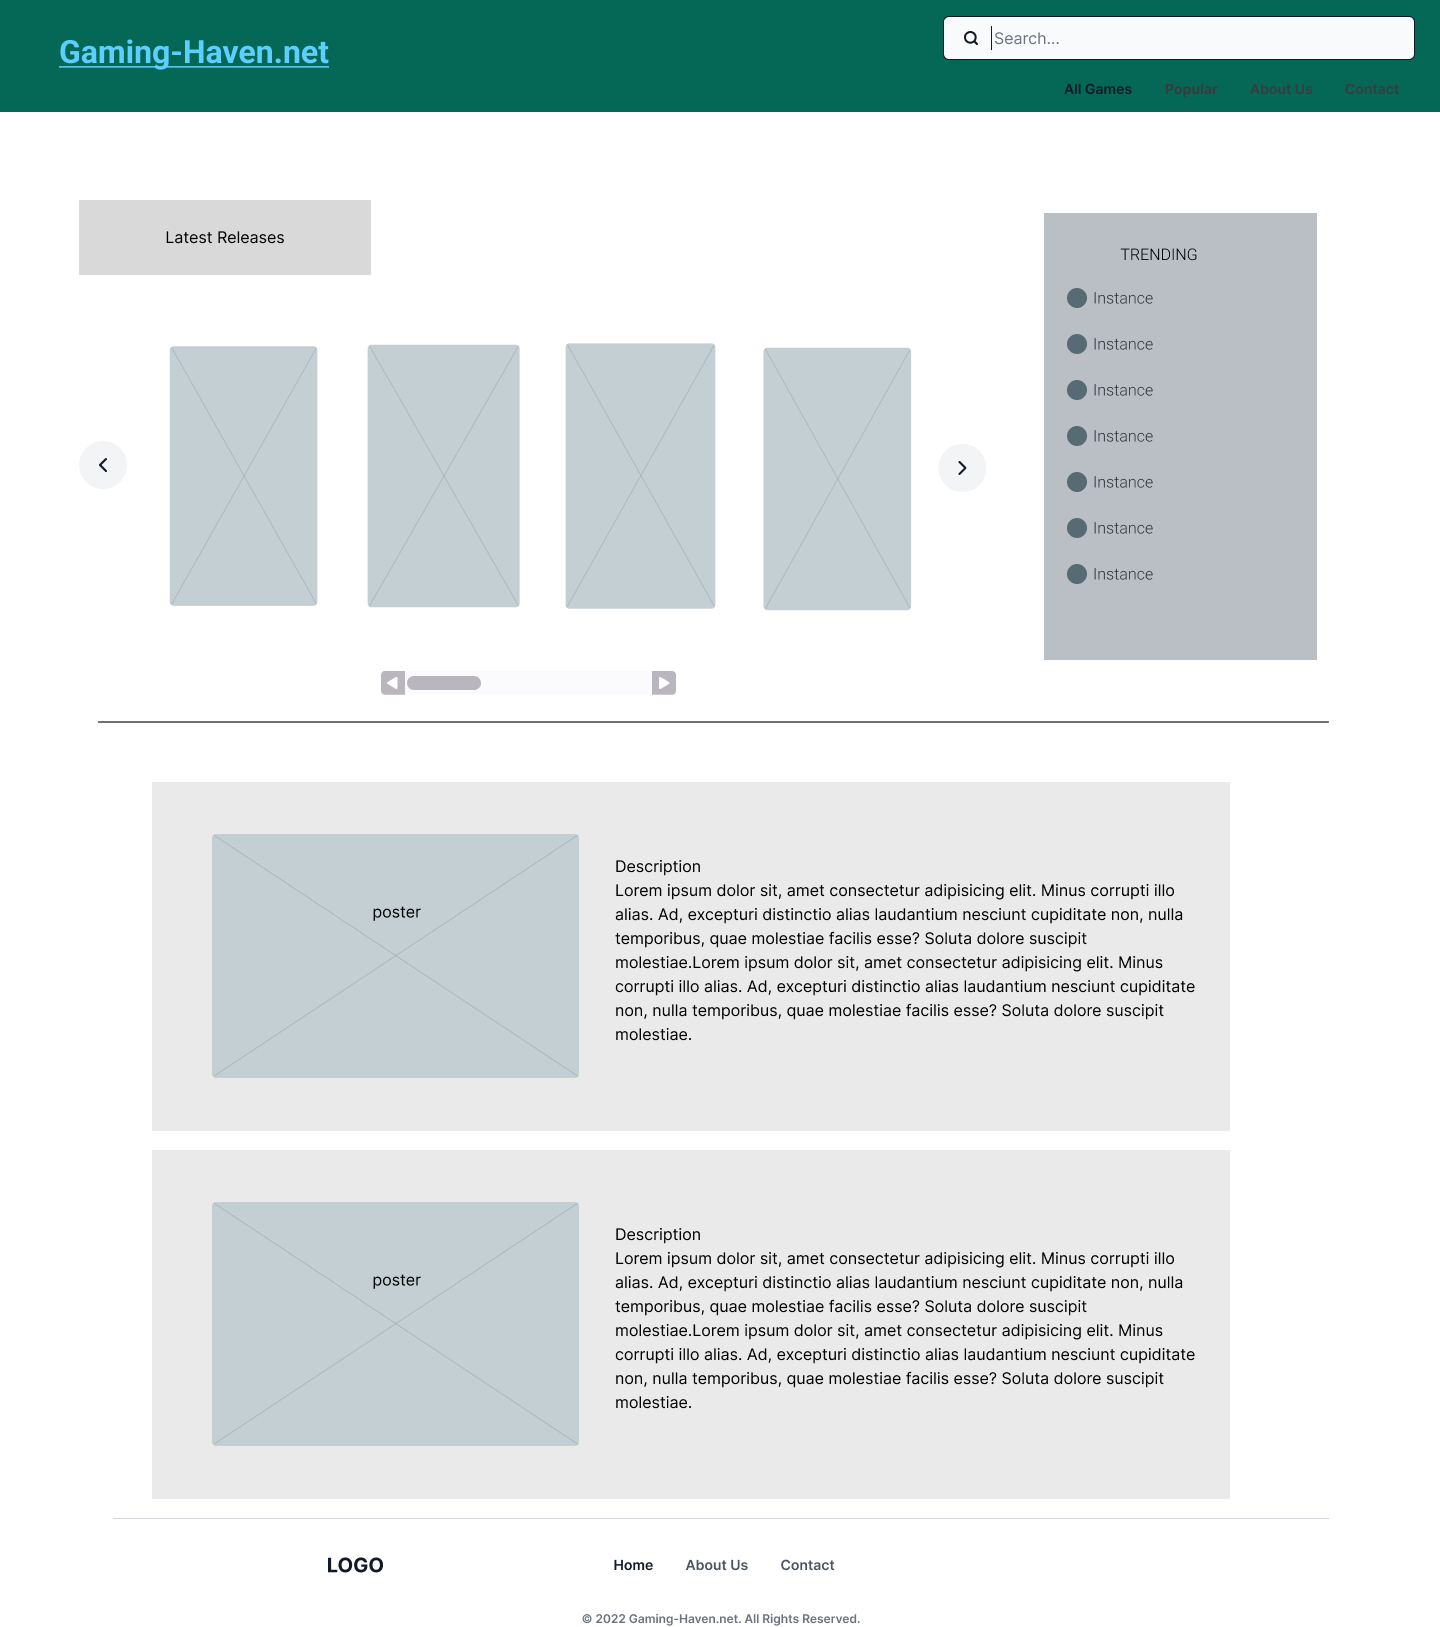 Gaming-Haven.net
Search...
All Games Popular About Us Contact
Latest Releases
TRENDING
Instance
Instance
Instance
Instance
Instance
Instance
Instance
poster
Description
Lorem ipsum dolor sit, amet consectetur adipisicing elit. Minus corrupti illo
alias. Ad, excepturi distinctio alias laudantium nesciunt cupiditate non, nulla
temporibus, quae molestiae facilis esse? Soluta dolore suscipit
molestiae.Lorem ipsum dolor sit, amet consectetur adipisicing elit. Minus
corrupti illo alias. Ad, excepturi distinctio alias laudantium nesciunt cupiditate
non, nulla temporibus, quae molestiae facilis esse? Soluta dolore suscipit
molestiae.
poster
Description
Lorem ipsum dolor sit, amet consectetur adipisicing elit. Minus corrupti illo
alias. Ad, excepturi distinctio alias laudantium nesciunt cupiditate non, nulla
temporibus, quae molestiae facilis esse? Soluta dolore suscipit
molestiae.Lorem ipsum dolor sit, amet consectetur adipisicing elit. Minus
corrupti illo alias. Ad, excepturi distinctio alias laudantium nesciunt cupiditate
non, nulla temporibus, quae molestiae facilis esse? Soluta dolore suscipit
molestiae.
LOGO
Home About Us Contact
© 2022 Gaming-Haven.net. All Rights Reserved.